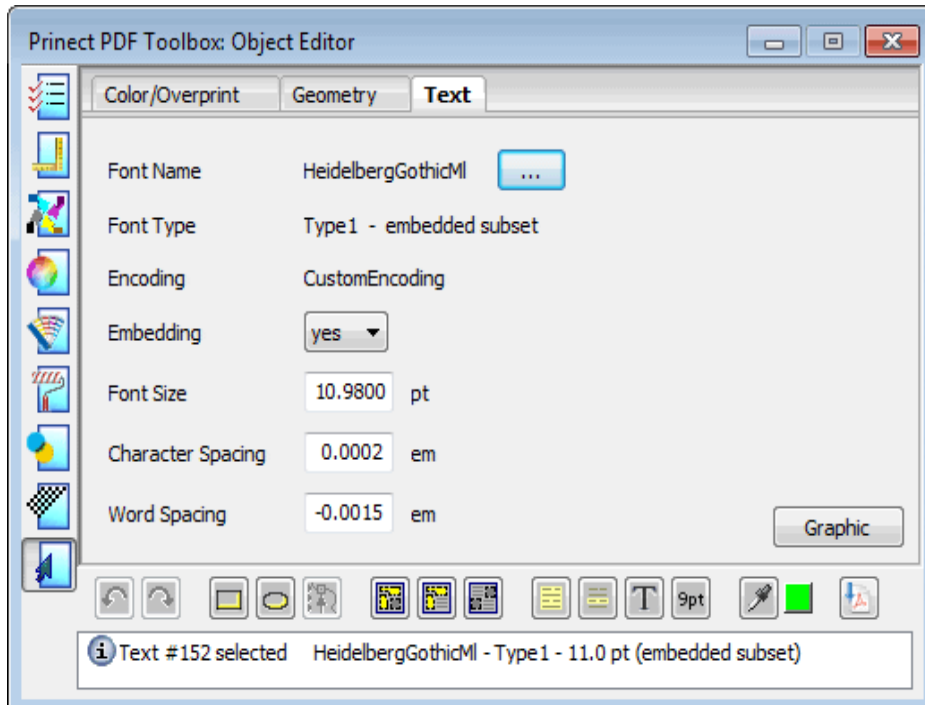 Prinect PDF Toolbox: Object Editor
Color/Overprint Geometry Text
Font Name HeidelbergGothicMl ...
Font Type Type1 - embedded subset
Encoding CustomEncoding
Embedding yes
Font Size 10.9800 pt
Character Spacing 0.0002 em
Word Spacing -0.0015 em
Graphic
T 9pt
Text #152 selected HeidelbergGothicMl - Type1 - 11.0 pt (embedded subset)